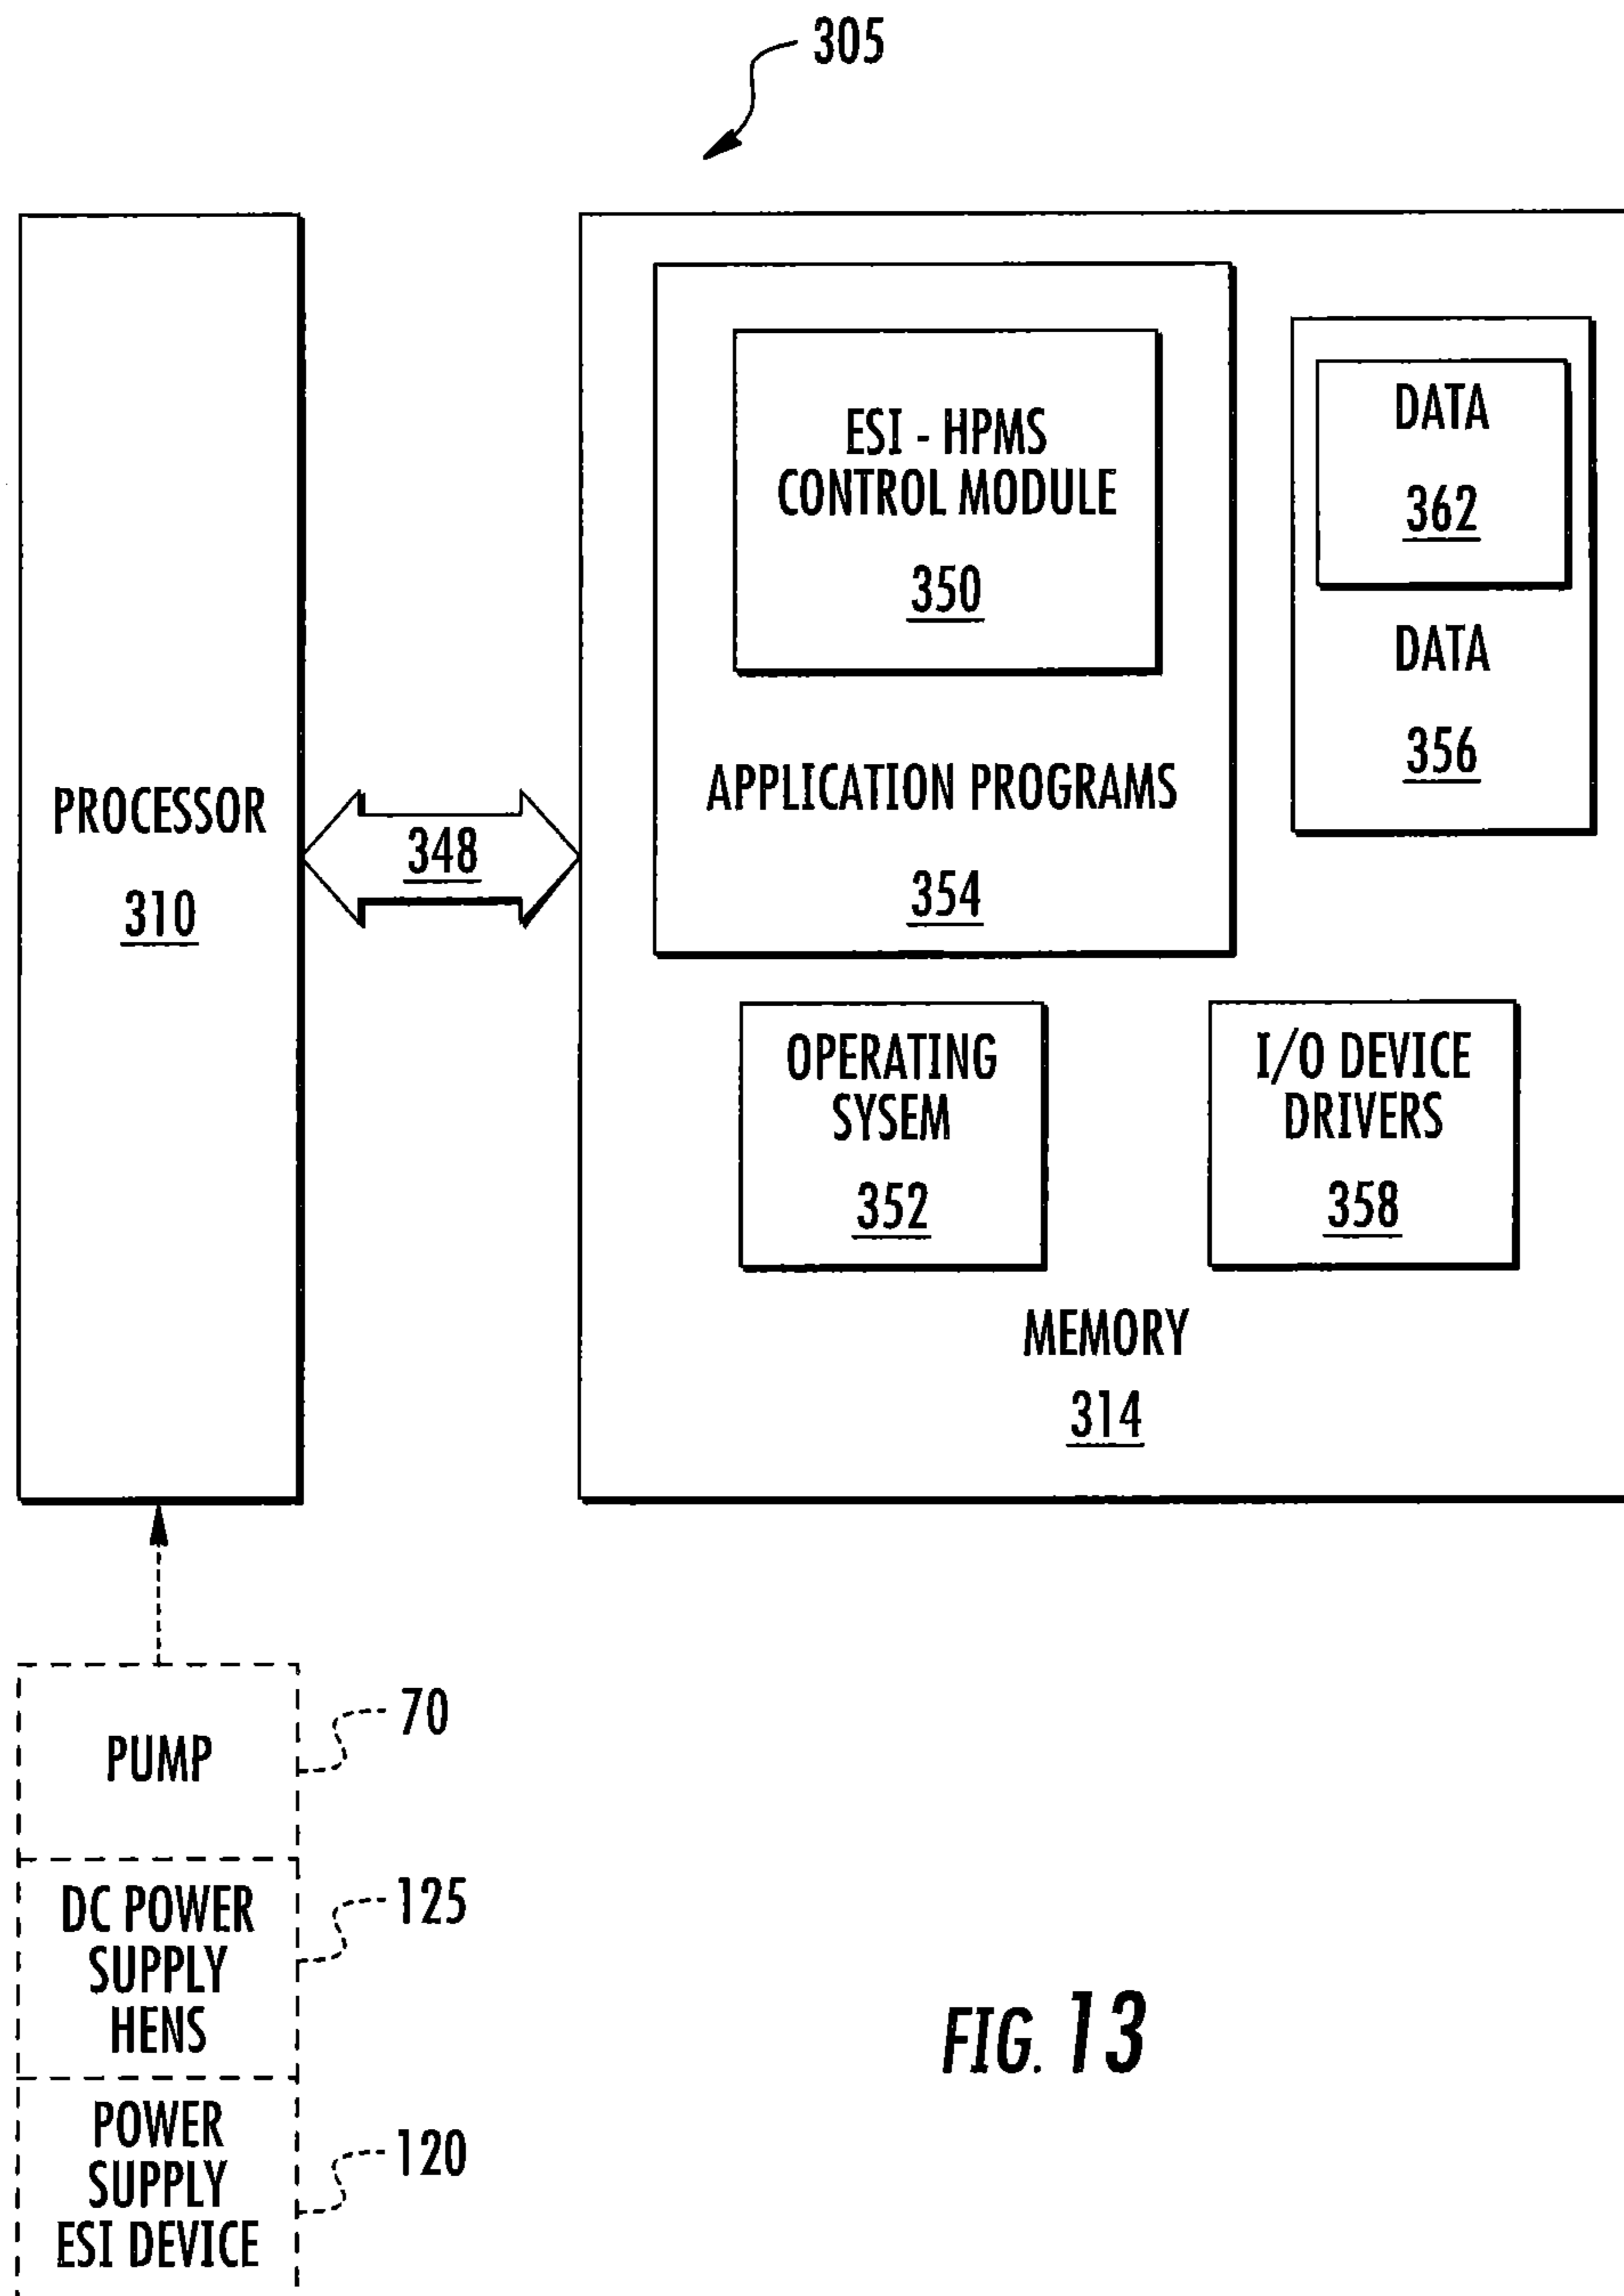 305
PROCESSOR
310
348
ESI - HPMS
CONTROL MODULE
350
APPLICATION PROGRAMS
354
DATA
362
DATA
356
OPERATING
SYSEM
352
I/O DEVICE
DRIVERS
358
MEMORY
314
PUMP
70
DC POWER
SUPPLY
HENS
125
POWER
SUPPLY
ESI DEVICE
120
FIG. 13